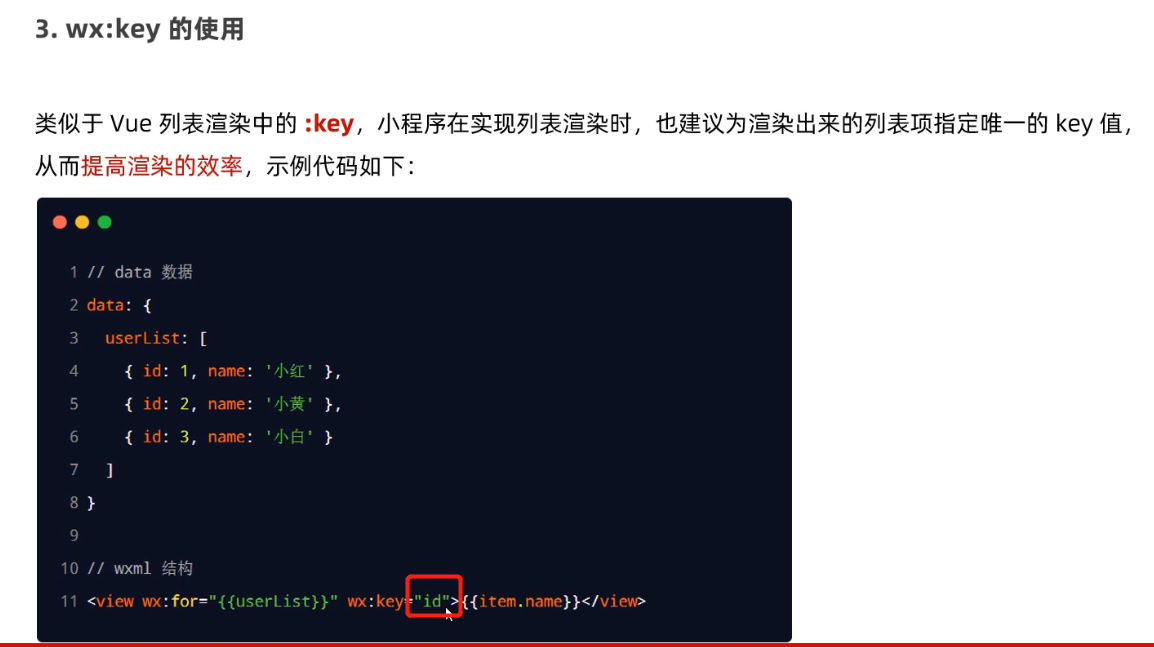 3. wx:key 的使用
类似于 Vue 列表渲染中的 :key，小程序在实现列表渲染时，也建议为渲染出来的列表项指定唯一的 key 值，
从而提高渲染的效率，示例代码如下：
1 // data 数据
2 data: {
3   userList: [
4     { id: 1, name: '小红' },
5     { id: 2, name: '小黄' },
6     { id: 3, name: '小白' }
7   ]
8 }
9
10 // wxml 结构
11 <view wx:for="{{userList}}" wx:key="id">{{item.name}}</view>